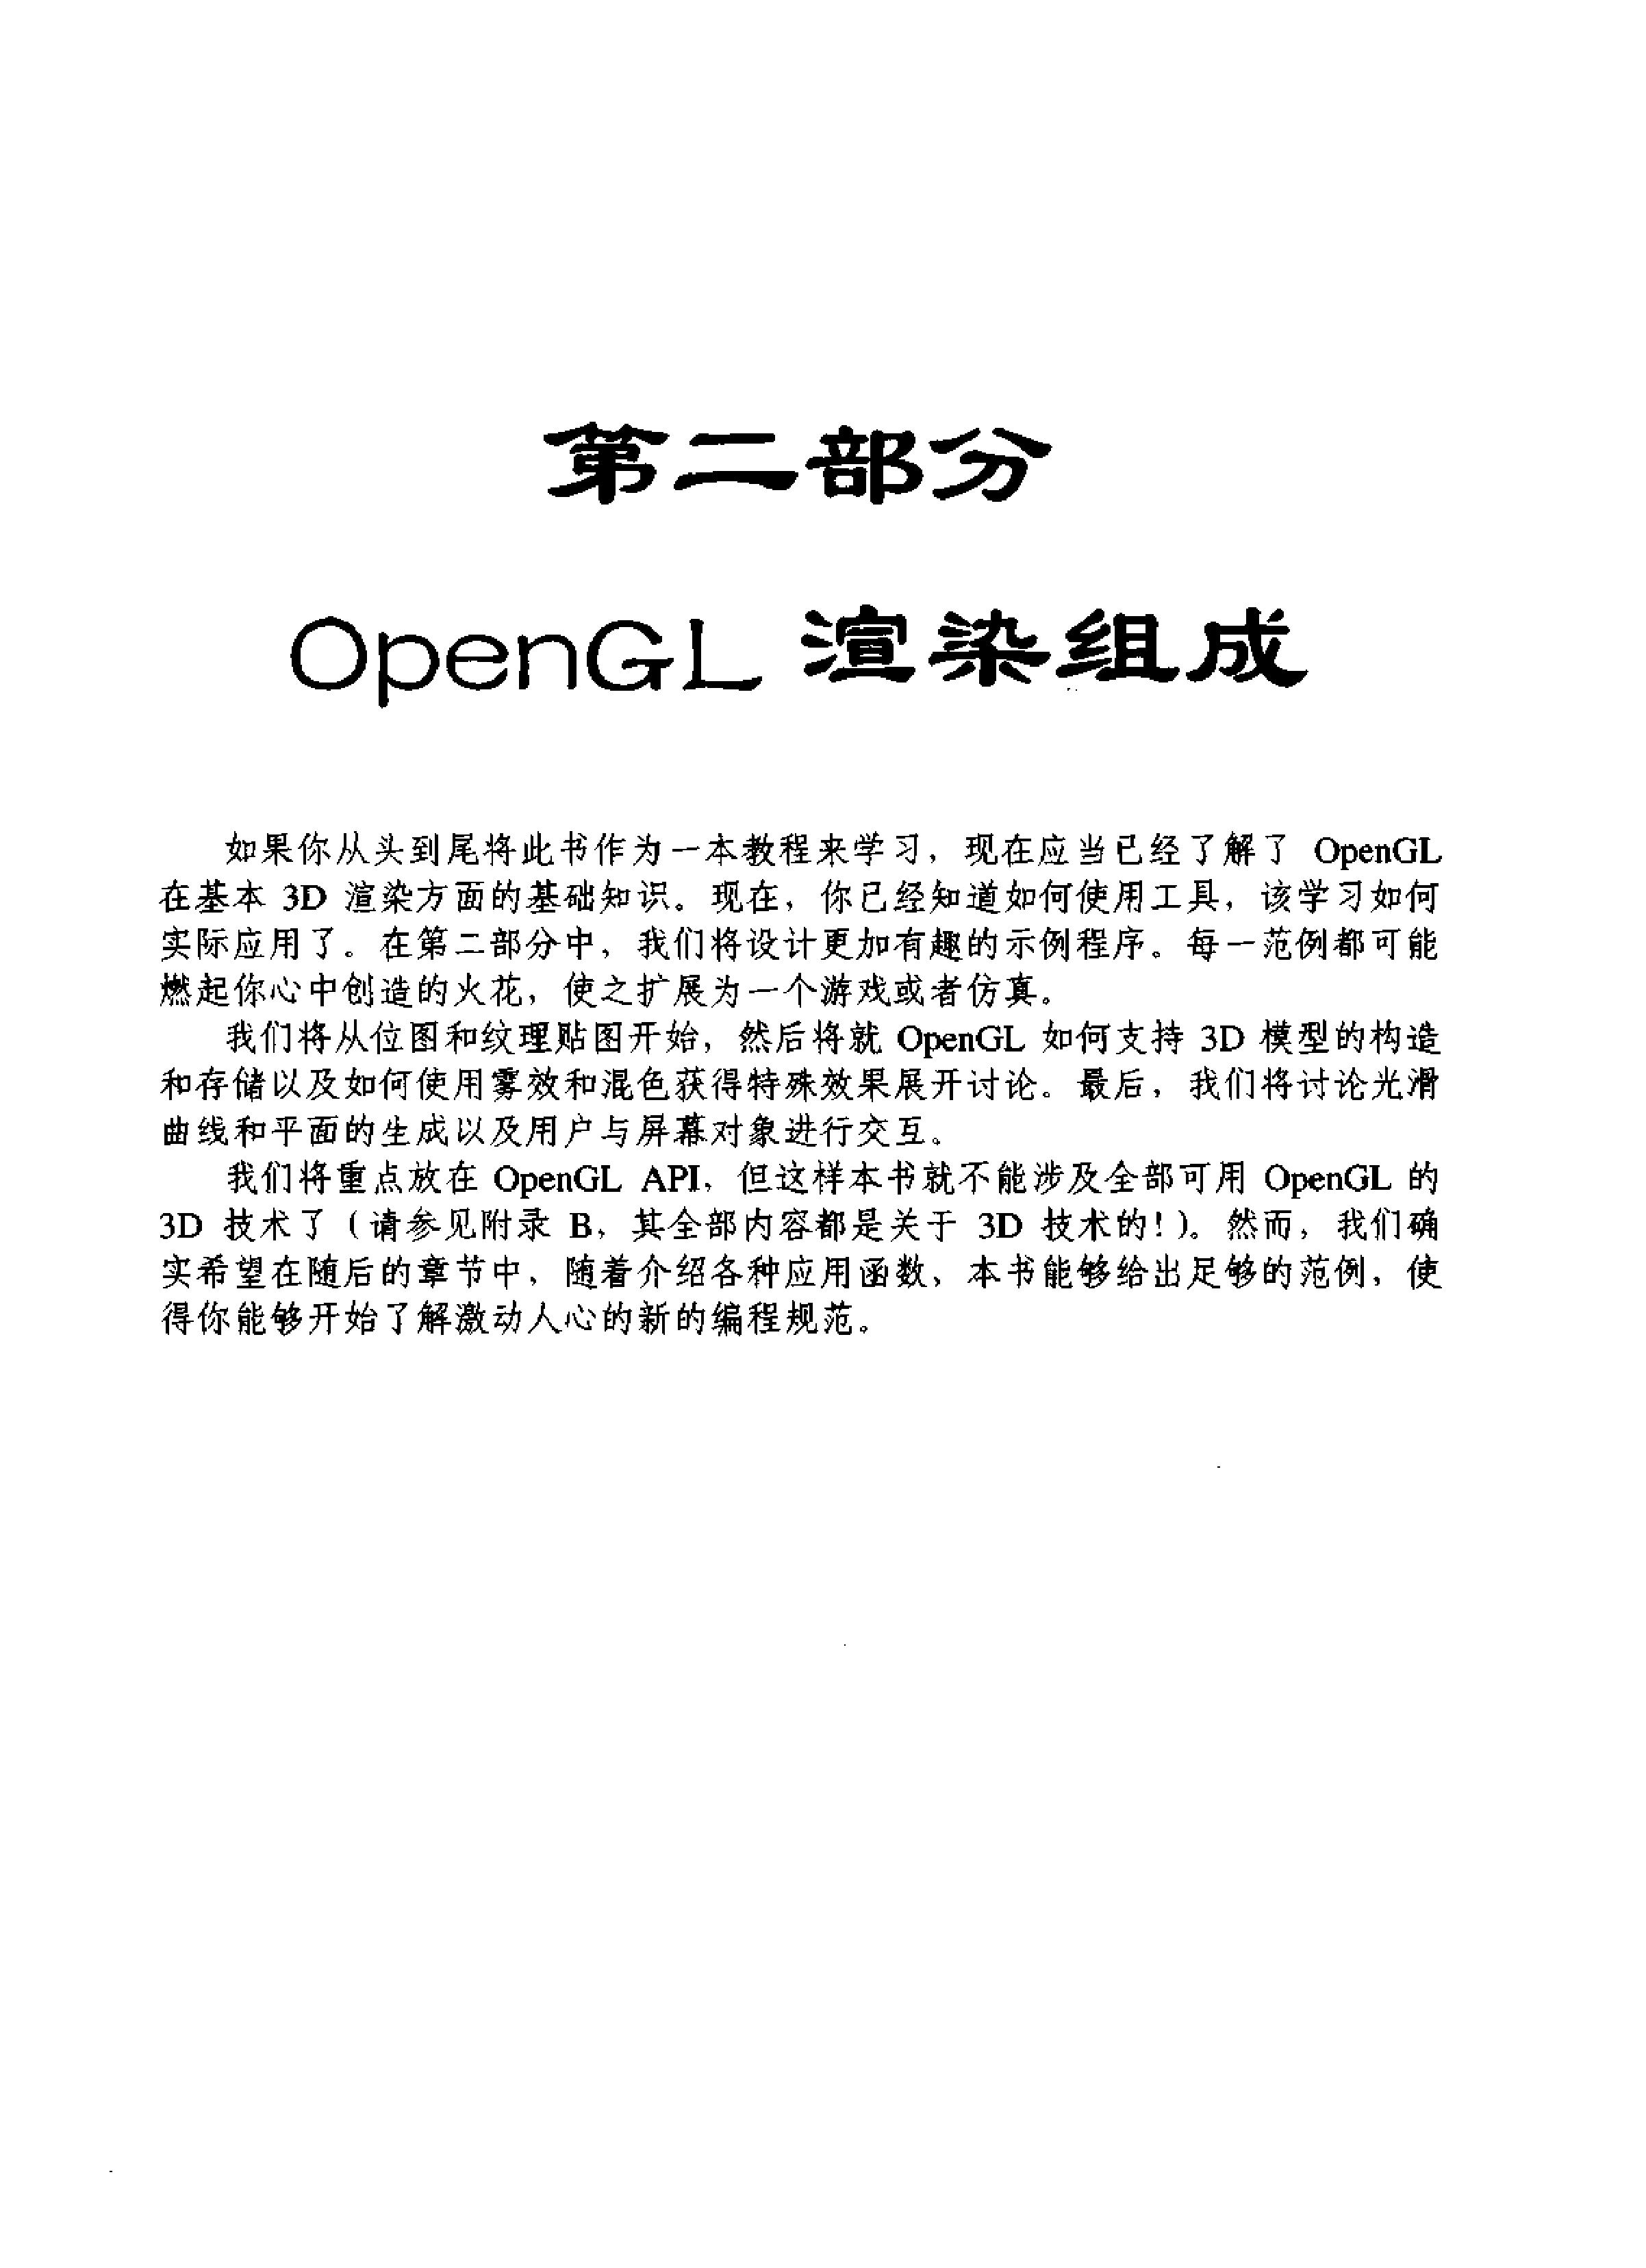 第二部分
OpenGL 渲染组成
如果你从头到尾将此书作为一本教程来学习，现在应当已经了解了 OpenGL
在基本 3D 渲染方面的基础知识。现在，你已经知道如何使用工具，该学习如何
实际应用了。在第二部分中，我们将设计更加有趣的示例程序。每一范例都可能
燃起你心中创造的火花，使之扩展为一个游戏或者仿真。
我们将从位图和纹理贴图开始，然后将就 OpenGL 如何支持 3D 模型的构造
和存储以及如何使用雾效和混色获得特殊效果展开讨论。最后，我们将讨论光滑
曲线和平面的生成以及用户与屏幕对象进行交互。
我们将重点放在 OpenGL API，但这样本书就不能涉及全部可用 OpenGL 的
3D 技术了（请参见附录 B，其全部内容都是关于 3D 技术的！）。然而，我们确
实希望在随后的章节中，随着介绍各种应用函数，本书能够给出足够的范例，使
得你能够开始了解激动人心的新的编程规范。